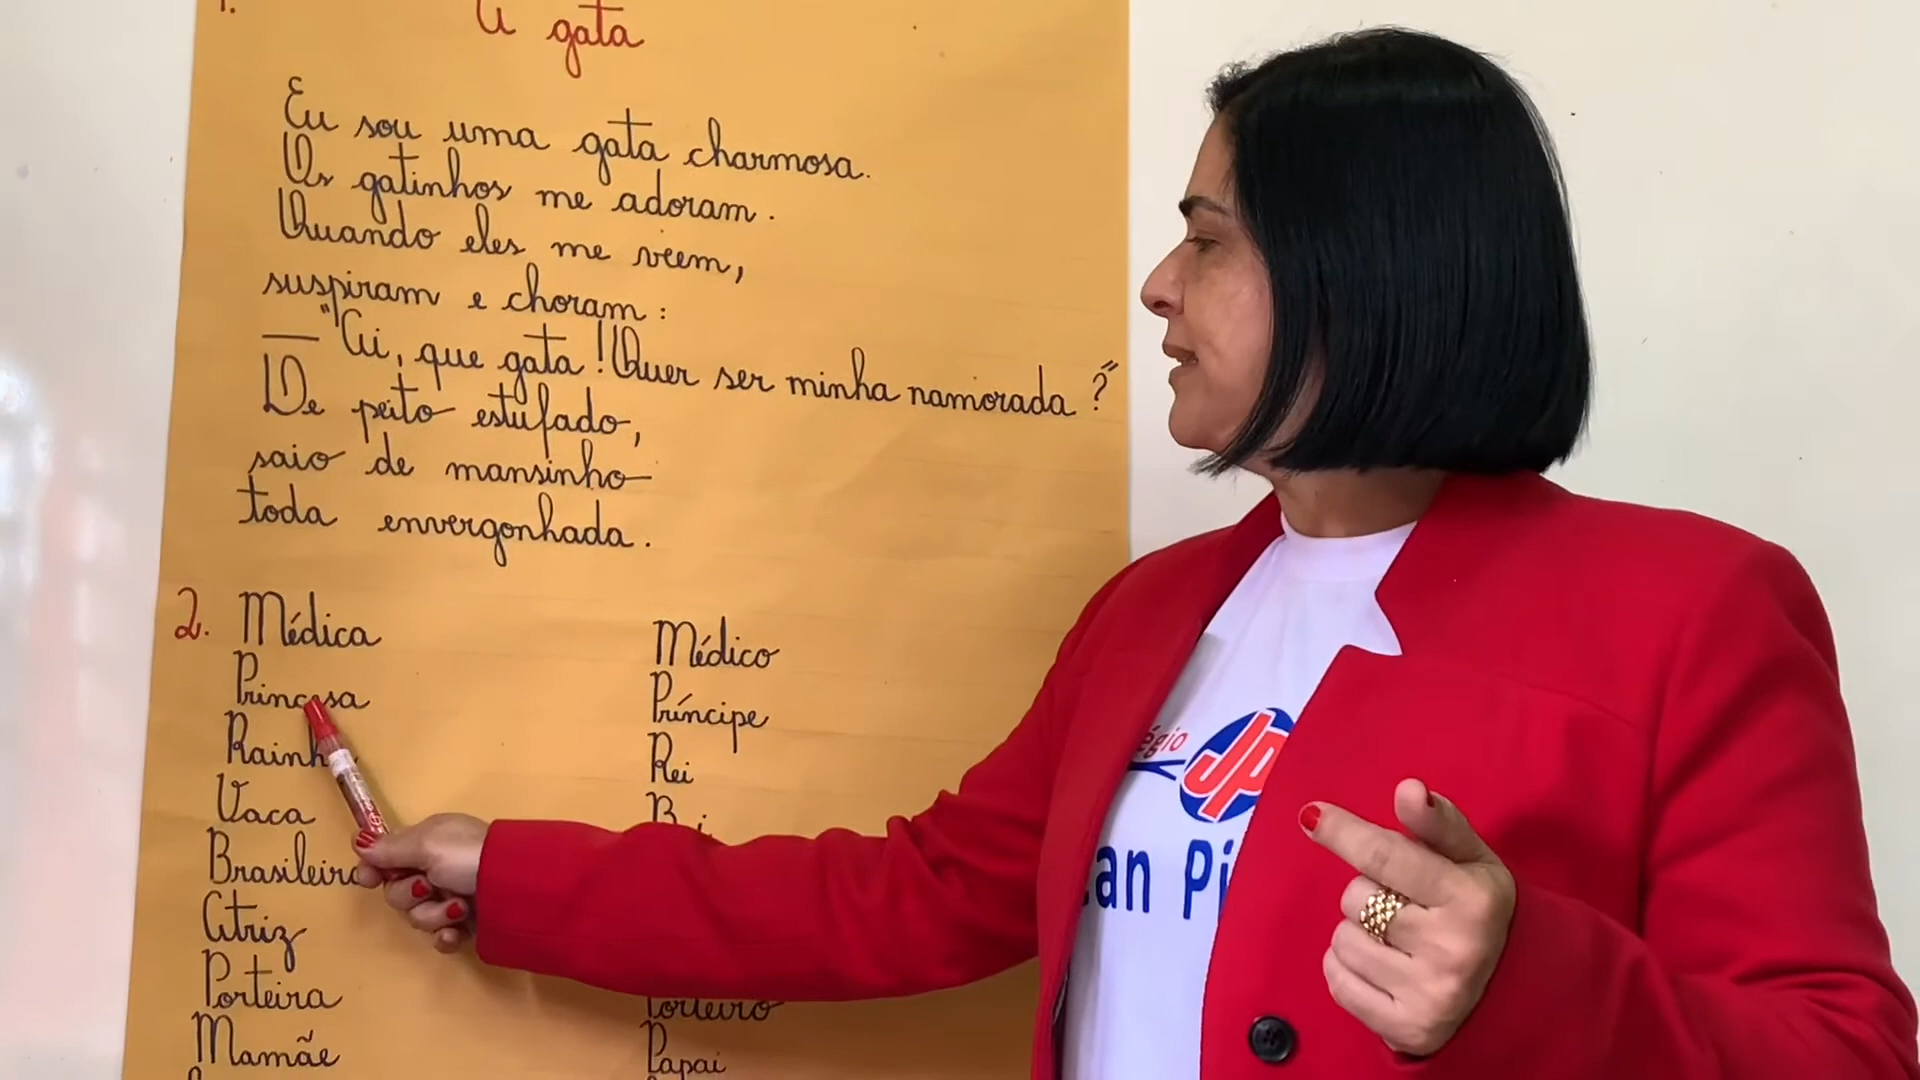 1. A gata
Eu sou uma gata charmosa.
Os gatinhos me adoram.
Quando eles me veem,
suspiram e choram:
— "Ai, que gata! Quer ser minha namorada?"
De peito estufado,
saio de mansinho
toda envergonhada.
2. Médica Médico
Princesa Príncipe
Rainha Rei
Vaca
Brasileira
Atriz
Porteira Porteiro
Mamãe Papai
JP